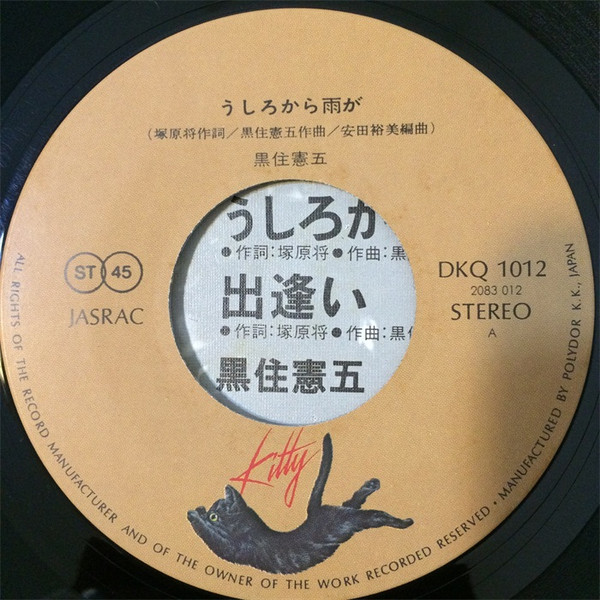 うしろから雨が
(塚原将作詞/黒住憲五作曲/安田裕美編曲)
黒住憲五
うしろか
●作詞:塚原将●作曲:黒
出逢い
●作詞:塚原将●作曲:黒
黒住憲五
ST 45
JASRAC
DKQ 1012
2083 012
STEREO
A
Kitty
ALL RIGHTS OF THE RECORD MANUFACTURER AND OF THE OWNER OF THE WORK RECORDED RESERVED • MANUFACTURED BY POLYDOR K.K., JAPAN